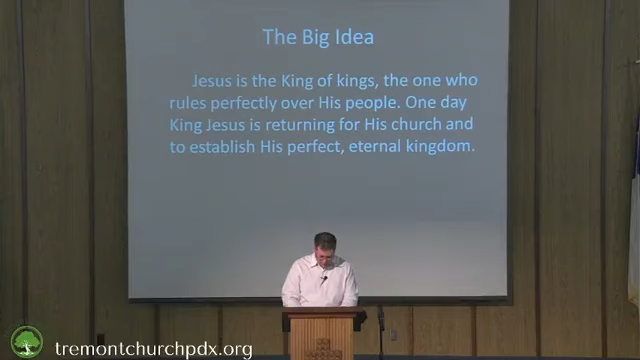 The Big Idea
Jesus is the King of kings, the one who
rules perfectly over His people. One day
King Jesus is returning for His church and
to establish His perfect, eternal kingdom.
tremontchurchpdx.org